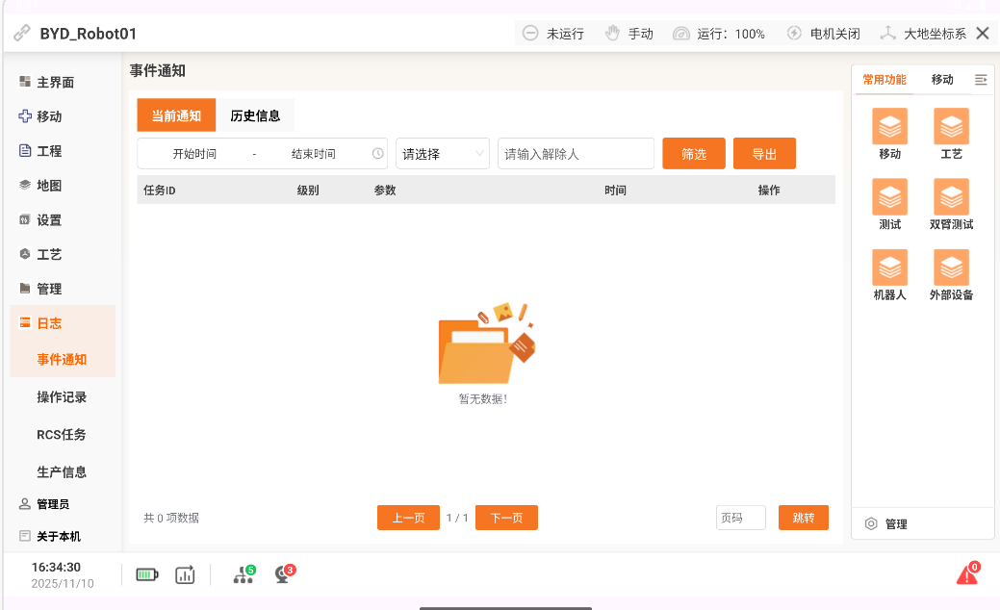 BYD_Robot01
未运行
手动
运行：100%
电机关闭
大地坐标系
主界面
移动
工程
地图
设置
工艺
管理
日志
事件通知
操作记录
RCS任务
生产信息
管理员
关于本机
事件通知
当前通知 历史信息
开始时间 - 结束时间 请选择 请输入解除人 筛选 导出
任务ID 级别 参数 时间 操作
暂无数据!
共 0 项数据 上一页 1 / 1 下一页 页码 跳转
常用功能 移动
移动 工艺
测试 双臂测试
机器人 外部设备
管理
16:34:30
2025/11/10
5
3
0